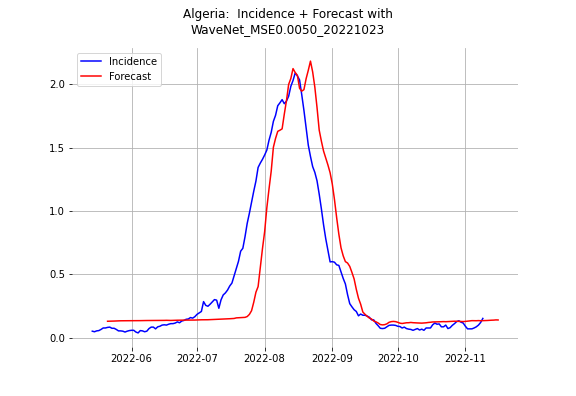 Algeria:  Incidence + Forecast with
WaveNet_MSE0.0050_20221023
Incidence
Forecast
2.0
1.5
1.0
0.5
0.0
2022-06
2022-07
2022-08
2022-09
2022-10
2022-11